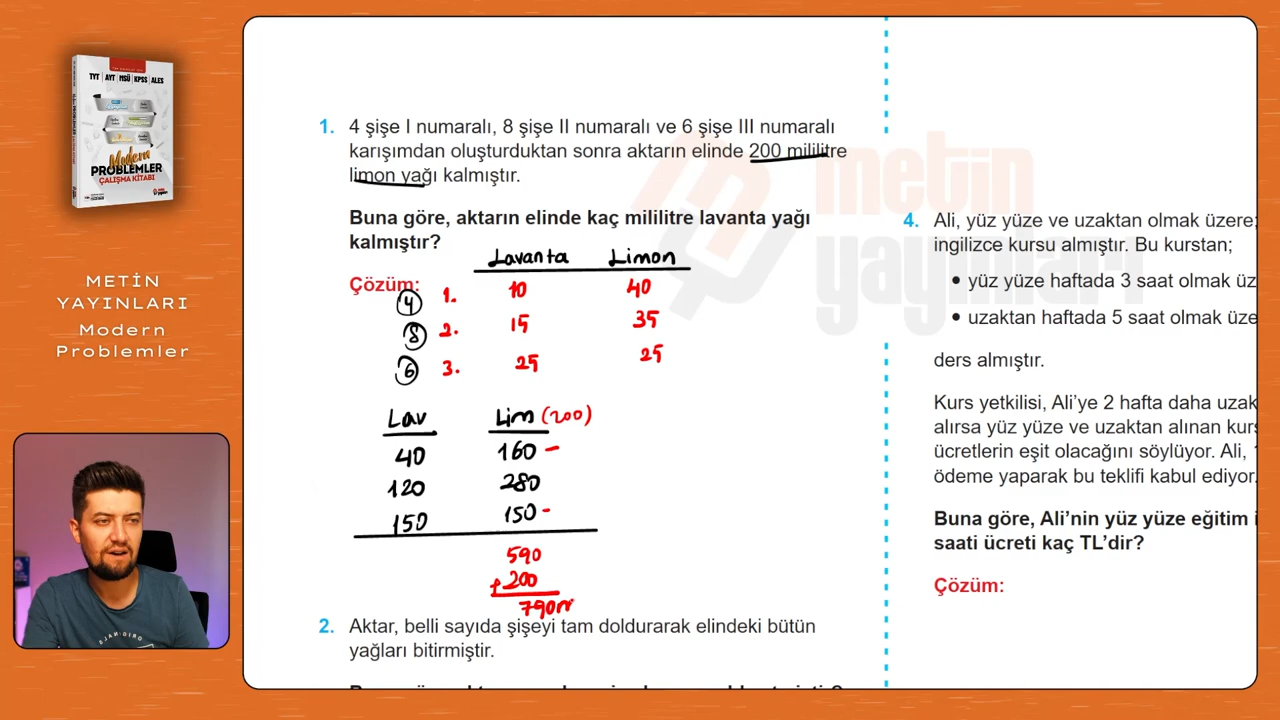 TYT AYT MSÜ KPSS ALES
Modern
PROBLEMLER
ÇALIŞMA KİTABI
METİN
YAYINLARI
Modern
Problemler
metin
yayınları
1. 4 şişe I numaralı, 8 şişe II numaralı ve 6 şişe III numaralı
karışımdan oluşturduktan sonra aktarın elinde 200 mililitre
limon yağı kalmıştır.
Buna göre, aktarın elinde kaç mililitre lavanta yağı
kalmıştır?
Çözüm:
Lavanta Limon
4 1. 10 40
8 2. 15 35
6 3. 25 25
Lav Lim (200)
40 160 -
120 280
150 150 -
590
+ 200
790
2. Aktar, belli sayıda şişeyi tam doldurarak elindeki bütün
yağları bitirmiştir.
4. Ali, yüz yüze ve uzaktan olmak üzere;
ingilizce kursu almıştır. Bu kurstan;
• yüz yüze haftada 3 saat olmak üz
• uzaktan haftada 5 saat olmak üze
ders almıştır.
Kurs yetkilisi, Ali'ye 2 hafta daha uzak
alırsa yüz yüze ve uzaktan alınan kurs
ücretlerin eşit olacağını söylüyor. Ali,
ödeme yaparak bu teklifi kabul ediyor.
Buna göre, Ali'nin yüz yüze eğitim i
saati ücreti kaç TL'dir?
Çözüm: